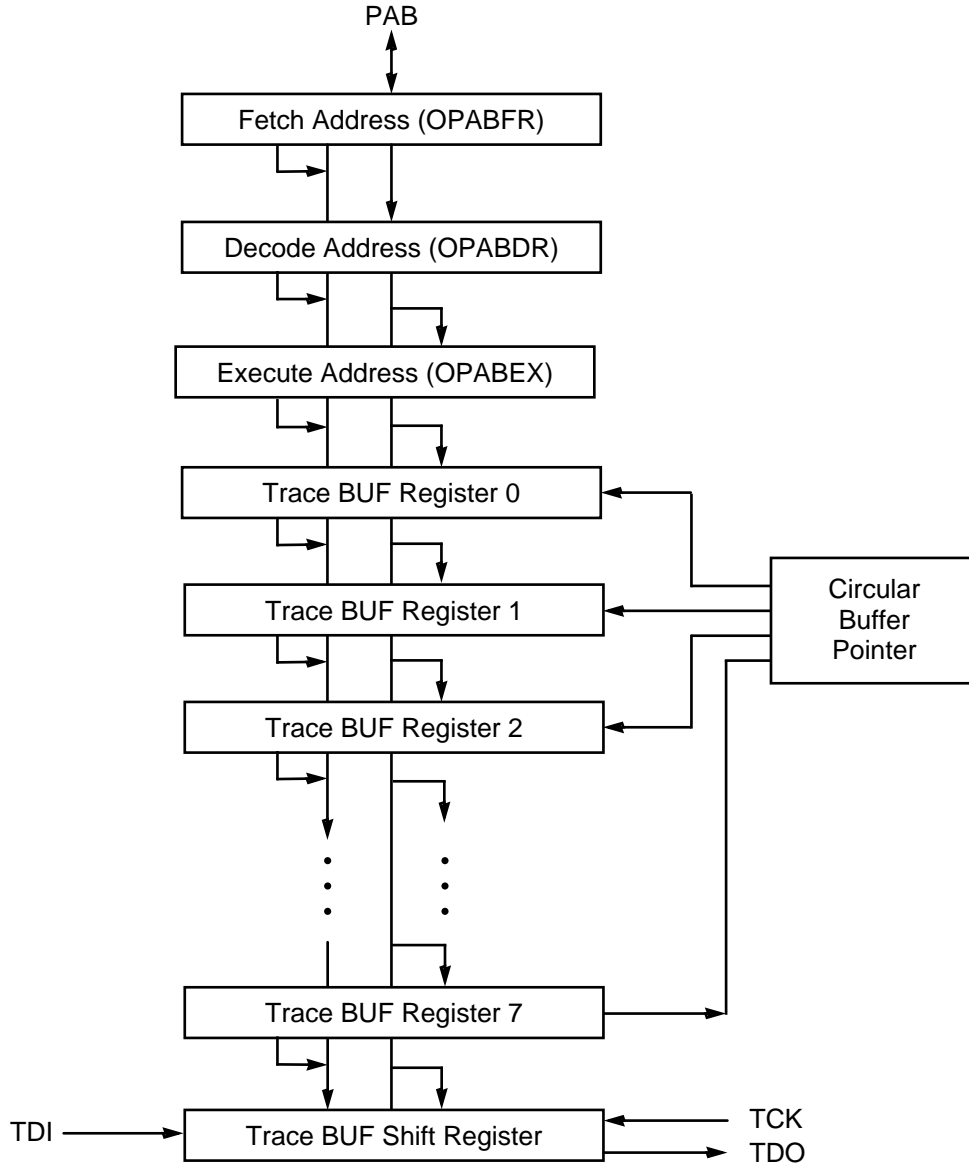 PAB
Fetch Address (OPABFR)
Decode Address (OPABDR)
Execute Address (OPABEX)
Trace BUF Register 0
Trace BUF Register 1
Circular
Buffer
Pointer
Trace BUF Register 2
Trace BUF Register 7
TDI
Trace BUF Shift Register
TCK
TDO